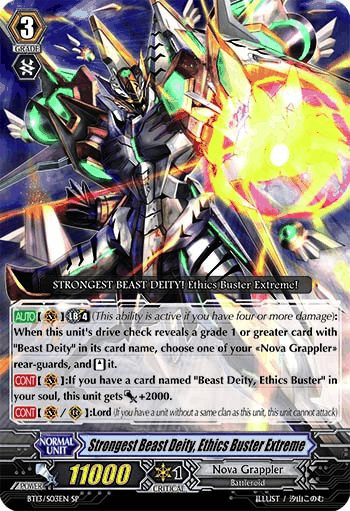 3
GRADE
STRONGEST BEAST DEITY! Ethics Buster Extreme!
AUTO [ ] LB4 (This ability is active if you have four or more damage):
When this unit's drive check reveals a grade 1 or greater card with
"Beast Deity" in its card name, choose one of your «Nova Grappler»
rear-guards, and [ ] it.
CONT [ ]:If you have a card named "Beast Deity, Ethics Buster" in
your soul, this unit gets +2000.
CONT [ / ]:Lord (If you have a unit without a same clan as this unit, this unit cannot attack)
NORMAL UNIT
Strongest Beast Deity, Ethics Buster Extreme
POWER
11000
1
CRITICAL
Nova Grappler
Battleroid
BT13/S03EN SP
ILLUST / 汐山このむ